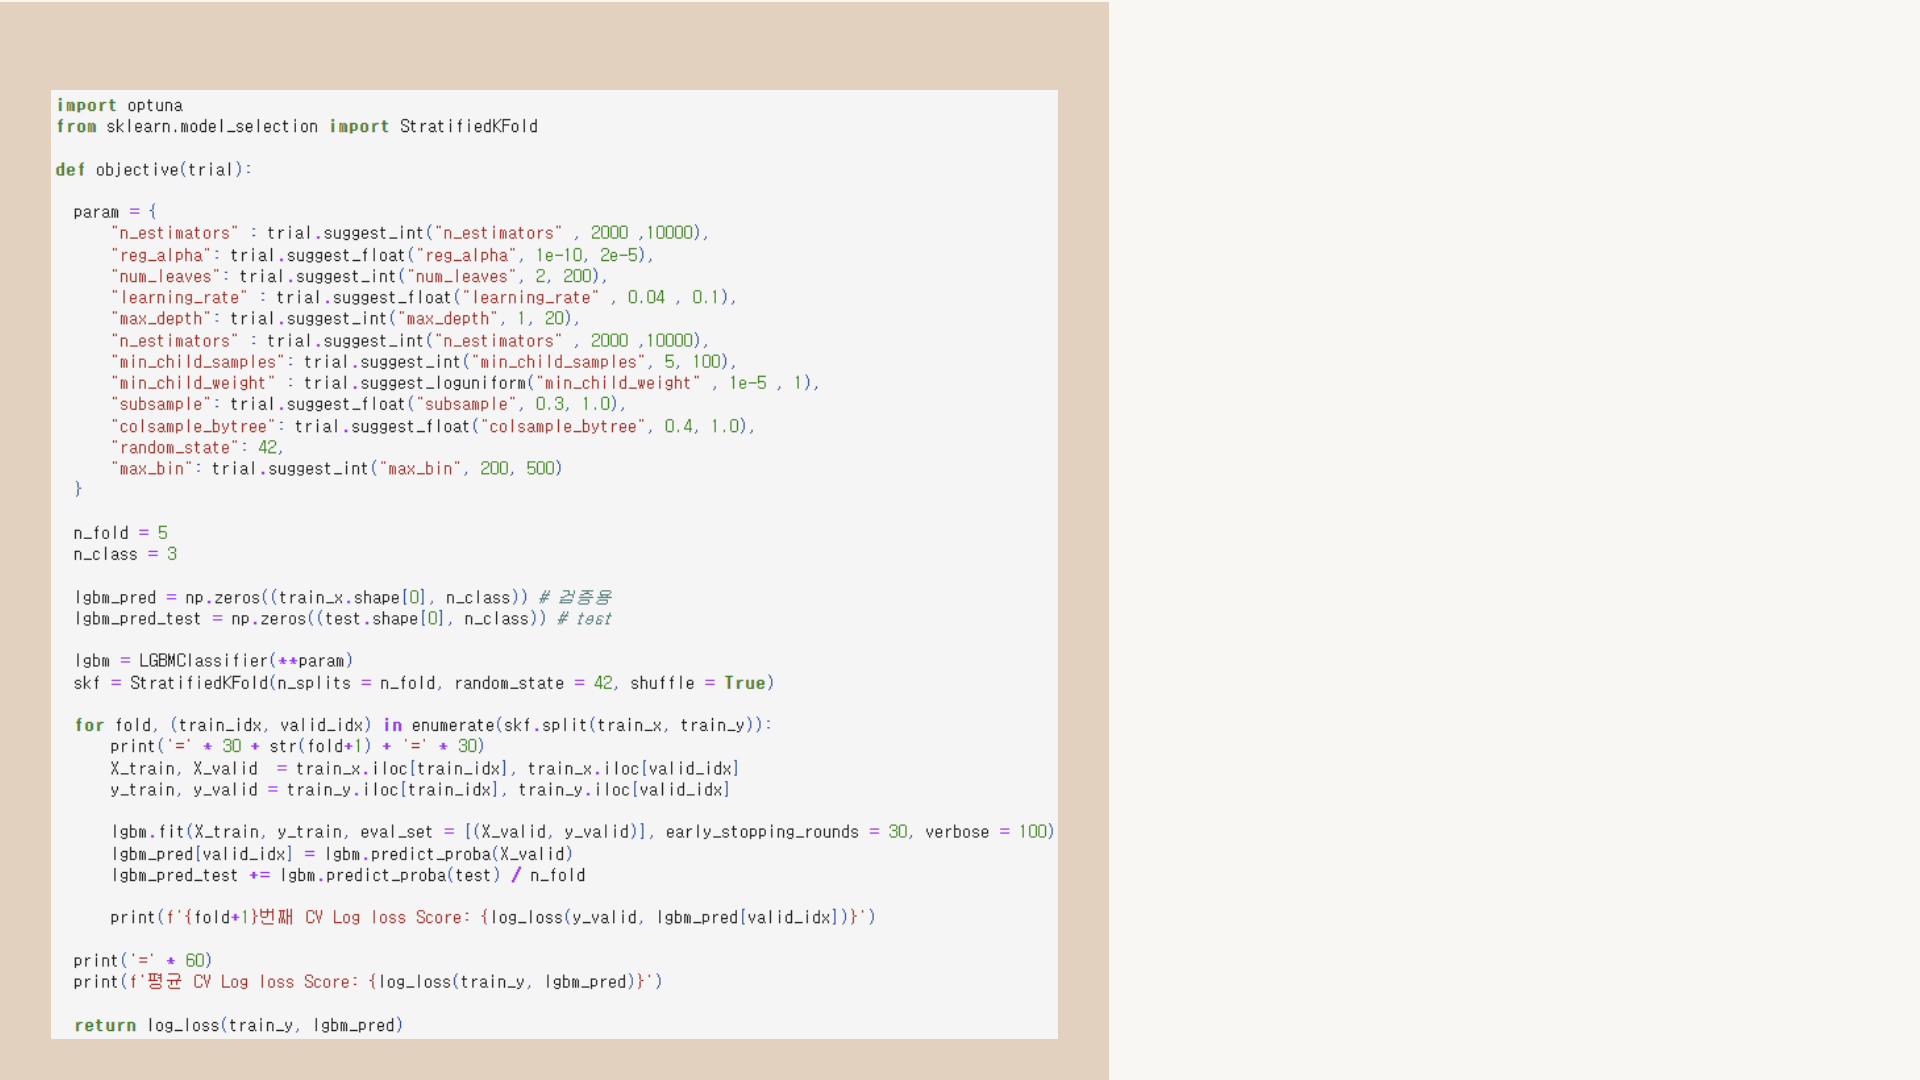 import optuna
from sklearn.model_selection import StratifiedKFold
def objective(trial):
param = {
"n_estimators" : trial.suggest_int("n_estimators" , 2000 ,10000),
"reg_alpha": trial.suggest_float("reg_alpha", 1e-10, 2e-5),
"num_leaves": trial.suggest_int("num_leaves", 2, 200),
"learning_rate" : trial.suggest_float("learning_rate" , 0.04 , 0.1),
"max_depth": trial.suggest_int("max_depth", 1, 20),
"n_estimators" : trial.suggest_int("n_estimators" , 2000 ,10000),
"min_child_samples": trial.suggest_int("min_child_samples", 5, 100),
"min_child_weight" : trial.suggest_loguniform("min_child_weight" , 1e-5 , 1),
"subsample": trial.suggest_float("subsample", 0.3, 1.0),
"colsample_bytree": trial.suggest_float("colsample_bytree", 0.4, 1.0),
"random_state": 42,
"max_bin": trial.suggest_int("max_bin", 200, 500)
}
n_fold = 5
n_class = 3
lgbm_pred = np.zeros((train_x.shape[0], n_class)) # 검증용
lgbm_pred_test = np.zeros((test.shape[0], n_class)) # test
lgbm = LGBMClassifier(**param)
skf = StratifiedKFold(n_splits = n_fold, random_state = 42, shuffle = True)
for fold, (train_idx, valid_idx) in enumerate(skf.split(train_x, train_y)):
print('=' * 30 + str(fold+1) + '=' * 30)
X_train, X_valid  = train_x.iloc[train_idx], train_x.iloc[valid_idx]
y_train, y_valid = train_y.iloc[train_idx], train_y.iloc[valid_idx]
lgbm.fit(X_train, y_train, eval_set = [(X_valid, y_valid)], early_stopping_rounds = 30, verbose = 100)
lgbm_pred[valid_idx] = lgbm.predict_proba(X_valid)
lgbm_pred_test += lgbm.predict_proba(test) / n_fold
print(f'{fold+1}번째 CV Log loss Score: {log_loss(y_valid, lgbm_pred[valid_idx])}')
print('=' * 60)
print(f'평균 CV Log loss Score: {log_loss(train_y, lgbm_pred)}')
return log_loss(train_y, lgbm_pred)